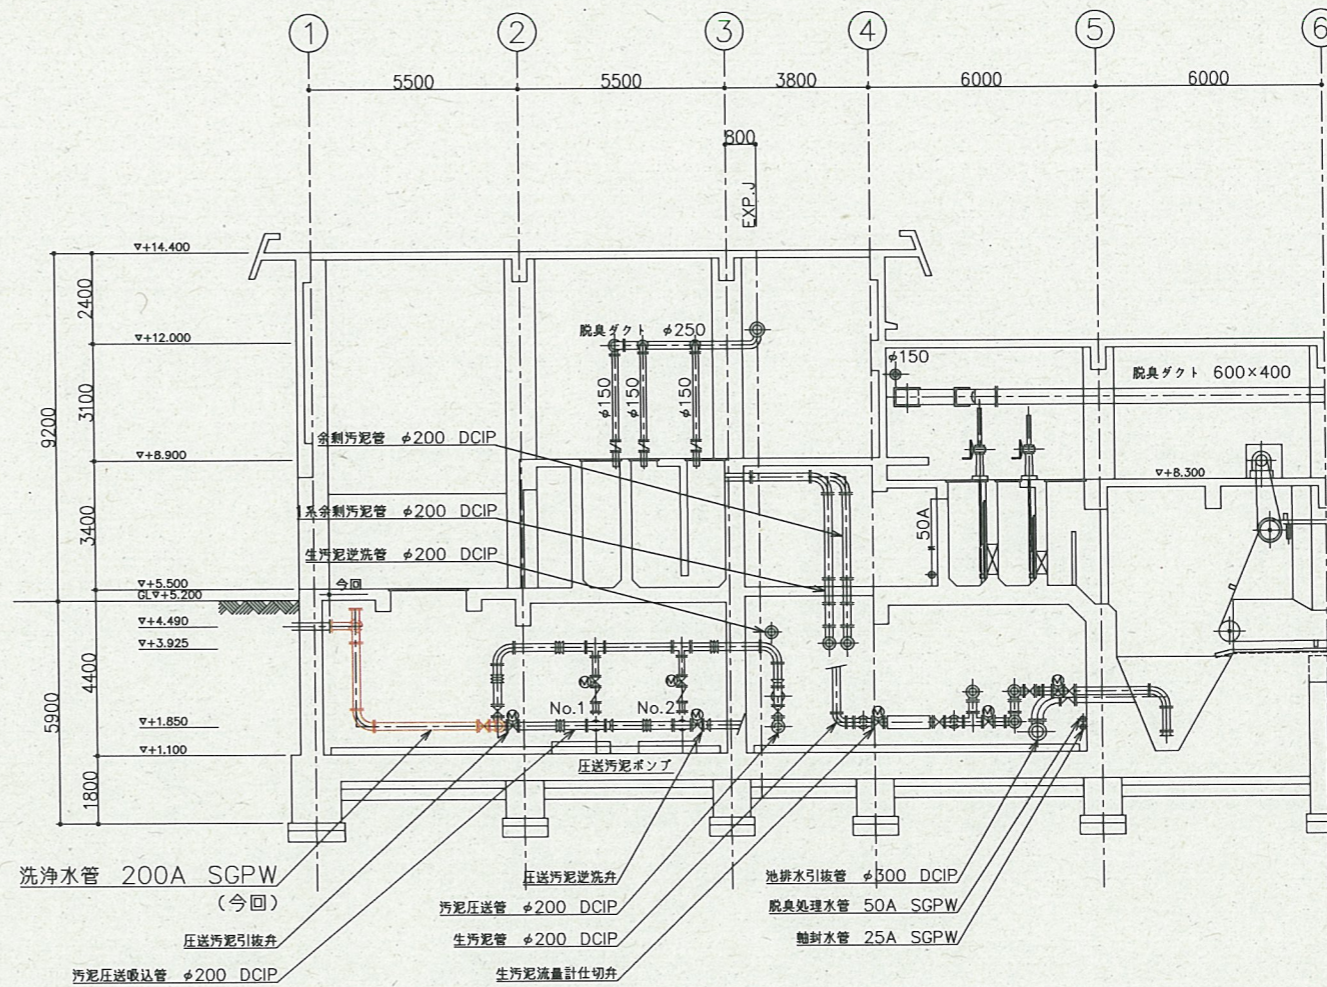 1 2 3 4 5 6
5500 5500 3800 6000 6000
800
EXP.J
▽+14.400
2400
▽+12.000
脱臭ダクト φ250
φ150
脱臭ダクト 600×400
φ150 φ150 φ150
3100
9200
余剰汚泥管 φ200 DCIP
▽+8.900
▽+8.300
3400
1系余剰汚泥管 φ200 DCIP
50A
生汚泥逆洗管 φ200 DCIP
▽+5.500
今回
GL▽+5.200
▽+4.490
▽+3.925
4400
5900
M M M M M M M
No.1 No.2
▽+1.850
▽+1.100
圧送汚泥ポンプ
1800
洗浄水管 200A SGPW
(今回)
圧送汚泥引抜弁
汚泥圧送吸込管 φ200 DCIP
圧送汚泥逆洗弁
汚泥圧送管 φ200 DCIP
生汚泥管 φ200 DCIP
生汚泥流量計仕切弁
池排水引抜管 φ300 DCIP
脱臭処理水管 50A SGPW
軸封水管 25A SGPW